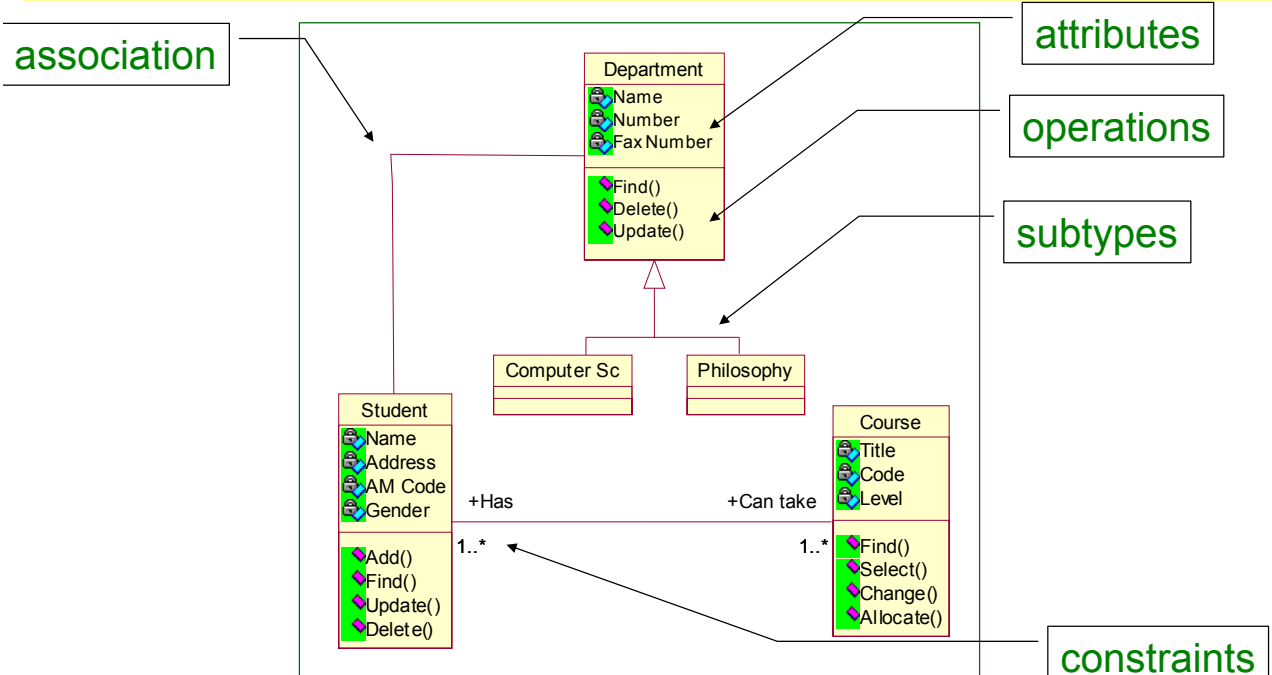 association
attributes
operations
subtypes
constraints
Department
Name
Number
Fax Number
Find()
Delete()
Update()
Computer Sc
Philosophy
Student
Name
Address
AM Code
Gender
Add()
Find()
Update()
Delete()
+Has
1..*
+Can take
1..*
Course
Title
Code
Level
Find()
Select()
Change()
Allocate()